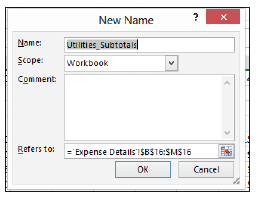 New Name
?
Name: Utilities_Subtotals
Scope: Workbook
Comment:
Refers to: ='Expense Details'!$B$16:$M$16
OK Cancel